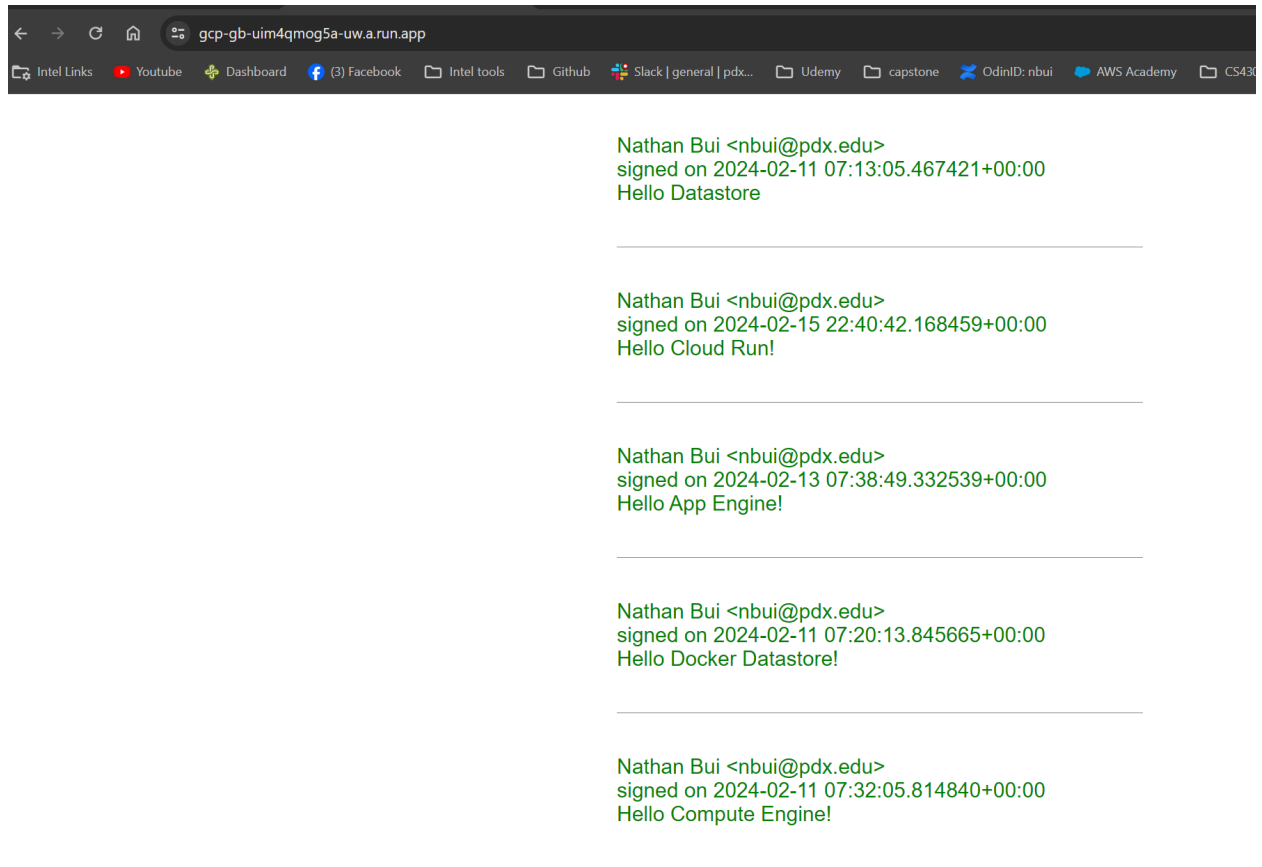 gcp-gb-uim4qmog5a-uw.a.run.app
Intel Links Youtube Dashboard (3) Facebook Intel tools Github Slack | general | pdx... Udemy capstone OdinID: nbui AWS Academy CS430
Nathan Bui <nbui@pdx.edu>
signed on 2024-02-11 07:13:05.467421+00:00
Hello Datastore
Nathan Bui <nbui@pdx.edu>
signed on 2024-02-15 22:40:42.168459+00:00
Hello Cloud Run!
Nathan Bui <nbui@pdx.edu>
signed on 2024-02-13 07:38:49.332539+00:00
Hello App Engine!
Nathan Bui <nbui@pdx.edu>
signed on 2024-02-11 07:20:13.845665+00:00
Hello Docker Datastore!
Nathan Bui <nbui@pdx.edu>
signed on 2024-02-11 07:32:05.814840+00:00
Hello Compute Engine!